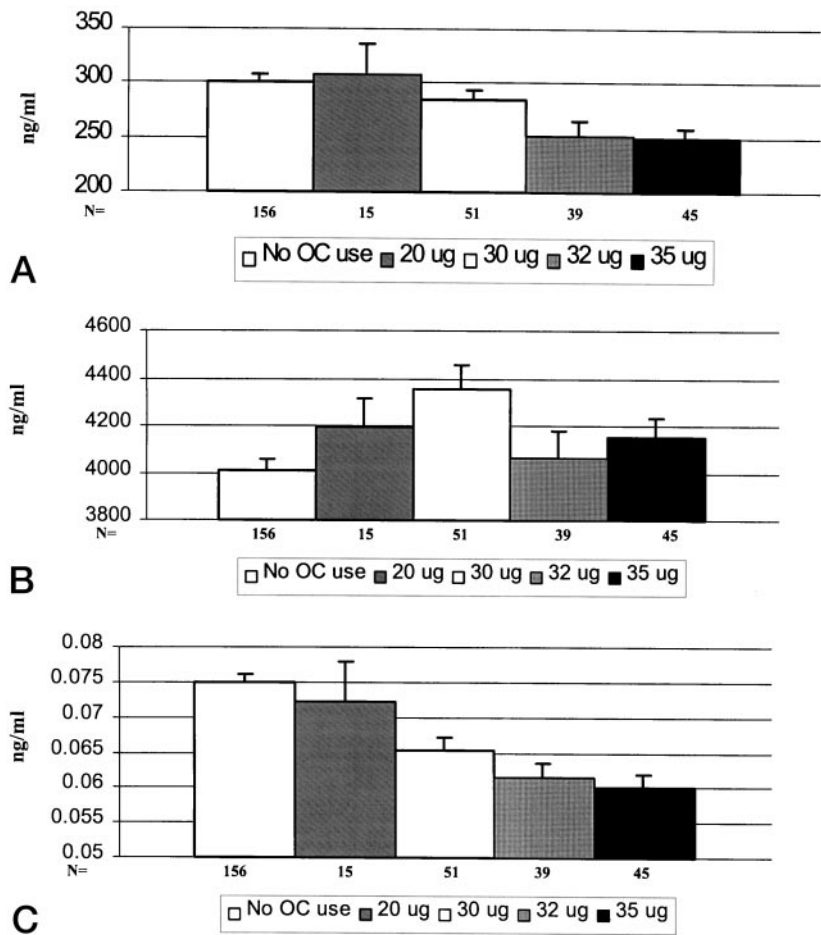 350
300
250
200
ng/ml
N= 156 15 51 39 45
No OC use 20 ug 30 ug 32 ug 35 ug
A
4600
4400
4200
4000
3800
ng/ml
N= 156 15 51 39 45
No OC use 20 ug 30 ug 32 ug 35 ug
B
0.08
0.075
0.07
0.065
0.06
0.055
0.05
ng/ml
N= 156 15 51 39 45
No OC use 20 ug 30 ug 32 ug 35 ug
C